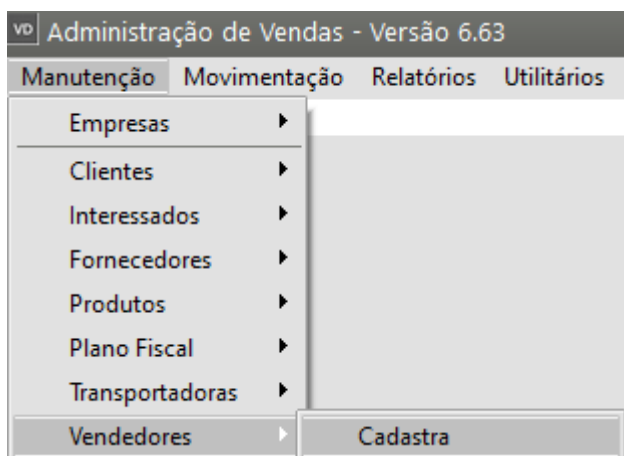 VD Administração de Vendas - Versão 6.63
Manutenção Movimentação Relatórios Utilitários
Empresas
Clientes
Interessados
Fornecedores
Produtos
Plano Fiscal
Transportadoras
Vendedores Cadastra